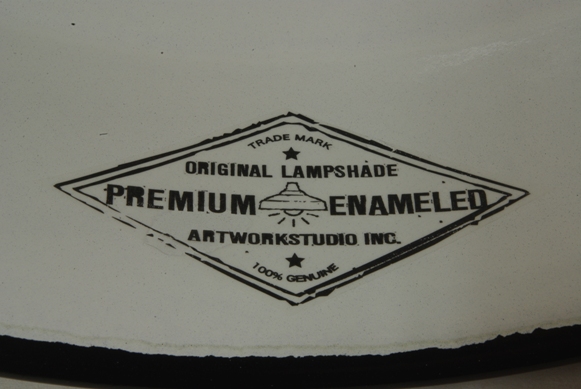 TRADE MARK
ORIGINAL LAMPSHADE
PREMIUM ENAMELED
ARTWORKSTUDIO INC.
100% GENUINE